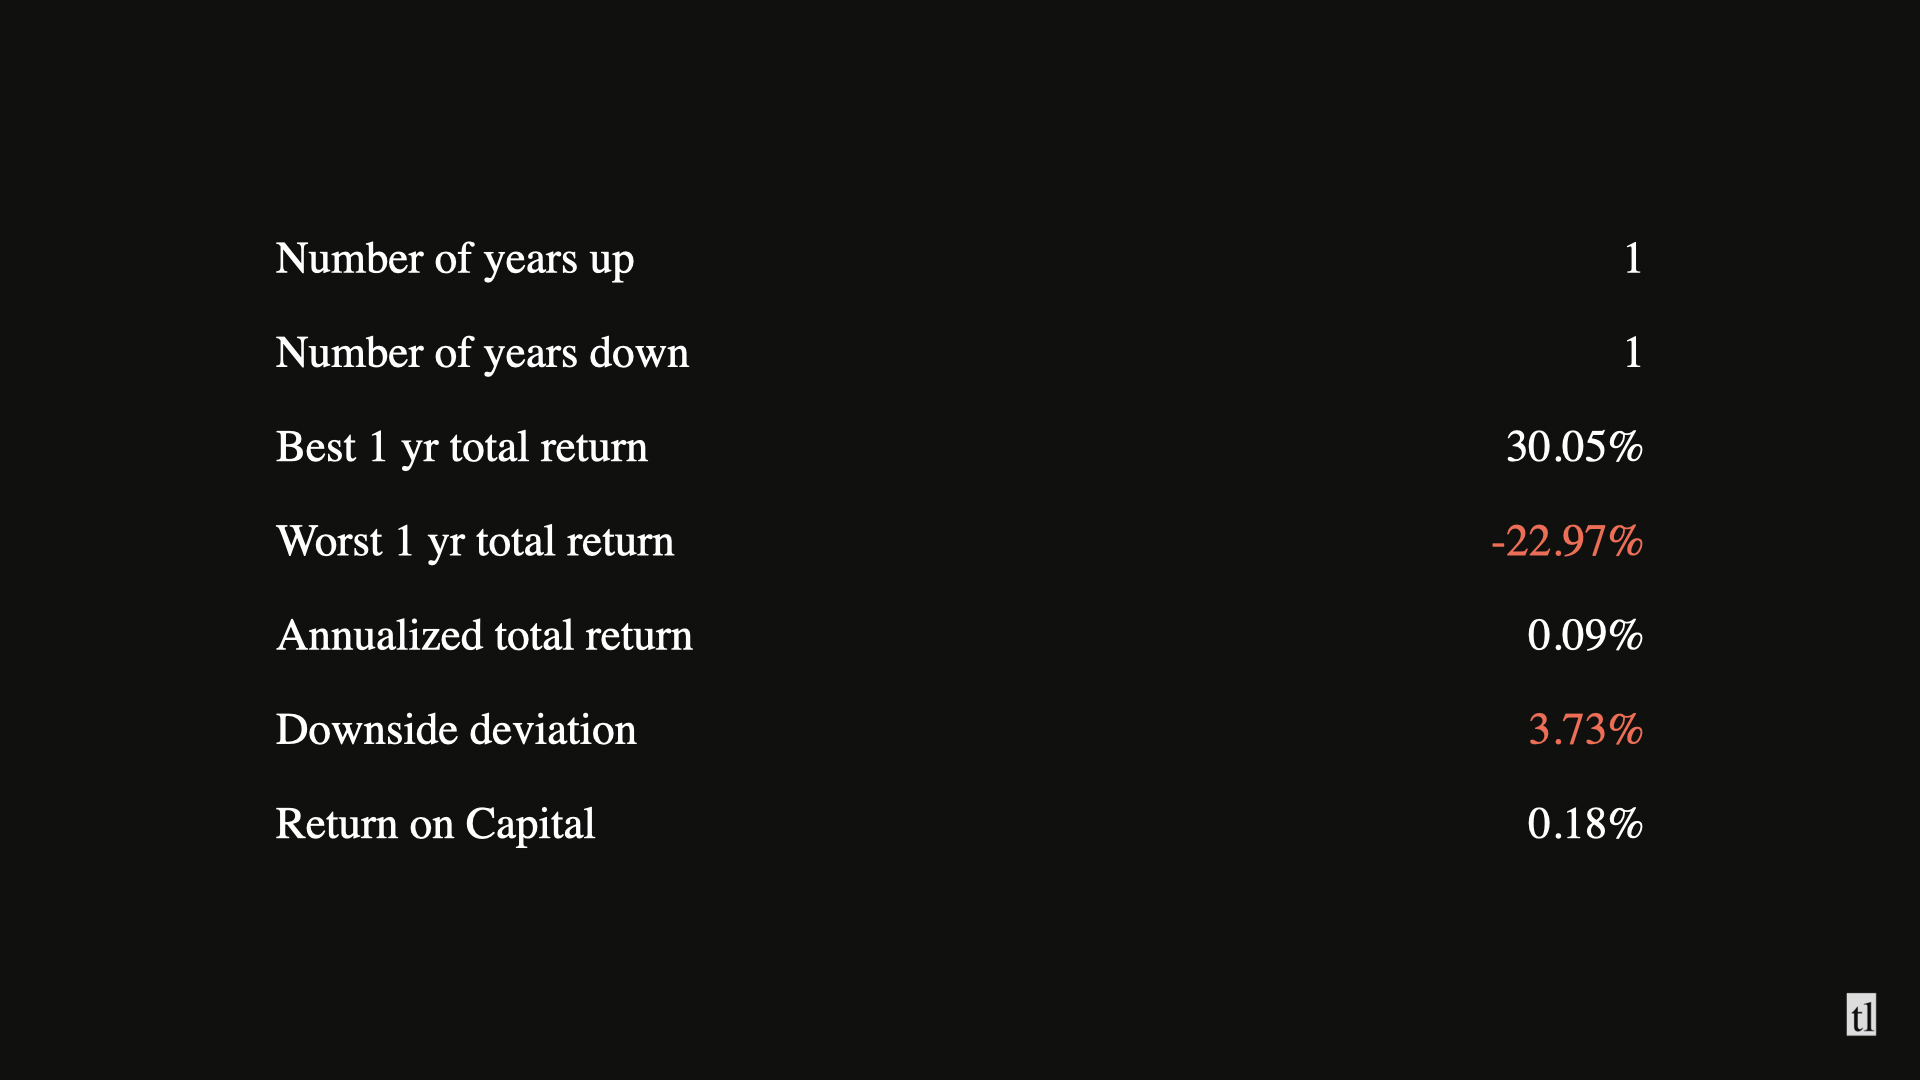 Number of years up 1
Number of years down 1
Best 1 yr total return 30.05%
Worst 1 yr total return -22.97%
Annualized total return 0.09%
Downside deviation 3.73%
Return on Capital 0.18%
tl